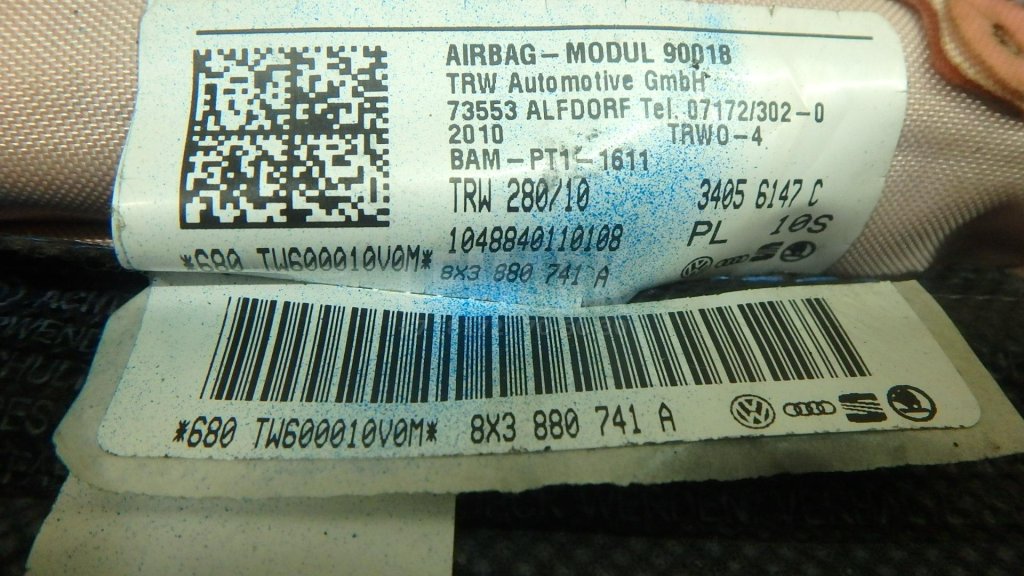 AIRBAG-MODUL 90018
TRW Automotive GmbH
73553 ALFDORF Tel. 07172/302-0
2010 TRWO-4
BAM-PT1-1611
TRW 280/10 3405 6147 C
1048840110108 PL 10S
*680 TW600010V0M* 8X3 880 741 A
*680 TW600010V0M* 8X3 880 741 A